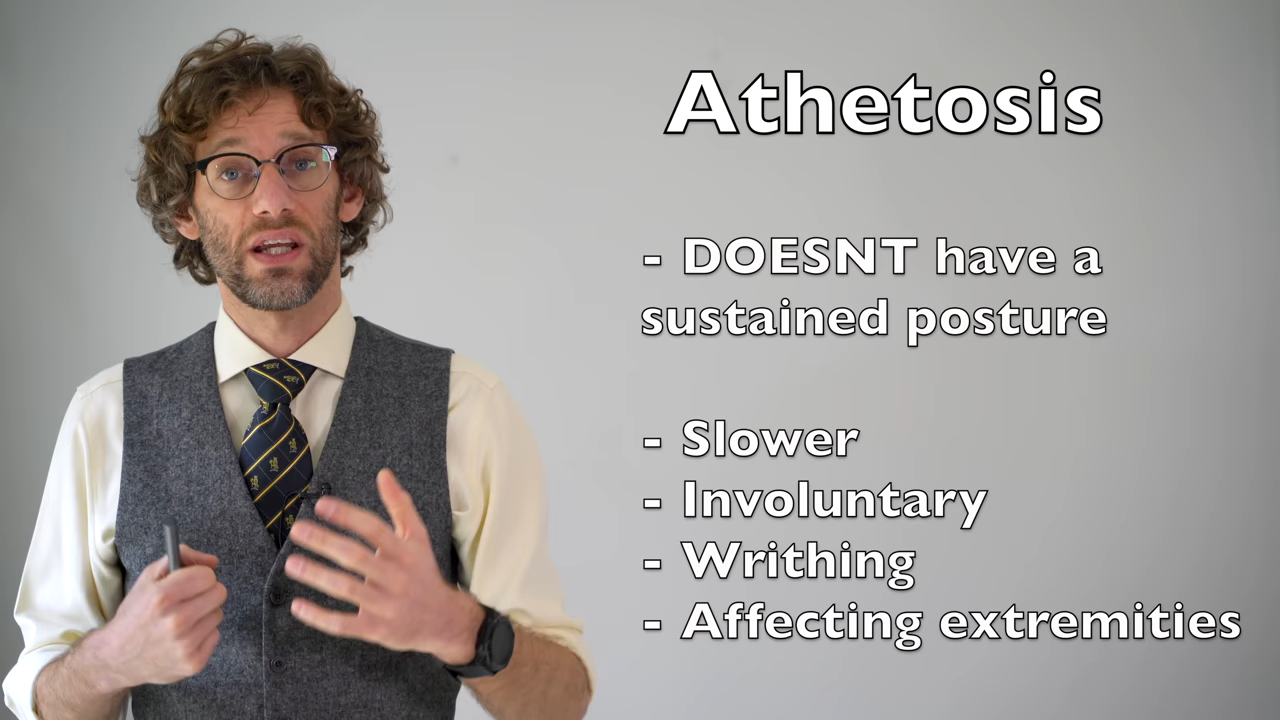 Athetosis
- DOESNT have a
sustained posture
- Slower
- Involuntary
- Writhing
- Affecting extremities